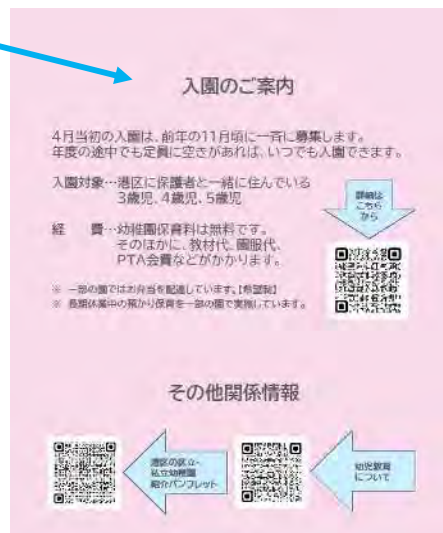 入園のご案内
4月当初の入園は、前年の11月頃に一斉に募集します。
年度の途中でも定員に空きがあれば、いつでも入園できます。
入園対象…港区に保護者と一緒に住んでいる
3歳児、4歳児、5歳児
詳細は
こちら
から
経　費…幼稚園保育料は無料です。
そのほかに、教材代、園服代、
PTA会費などがかかります。
※ 一部の園ではお弁当を配達しています。【希望制】
※ 長期休業中の預かり保育を一部の園で実施しています。
その他関係情報
港区の区立・
私立幼稚園
紹介パンフレット
幼児教育
について